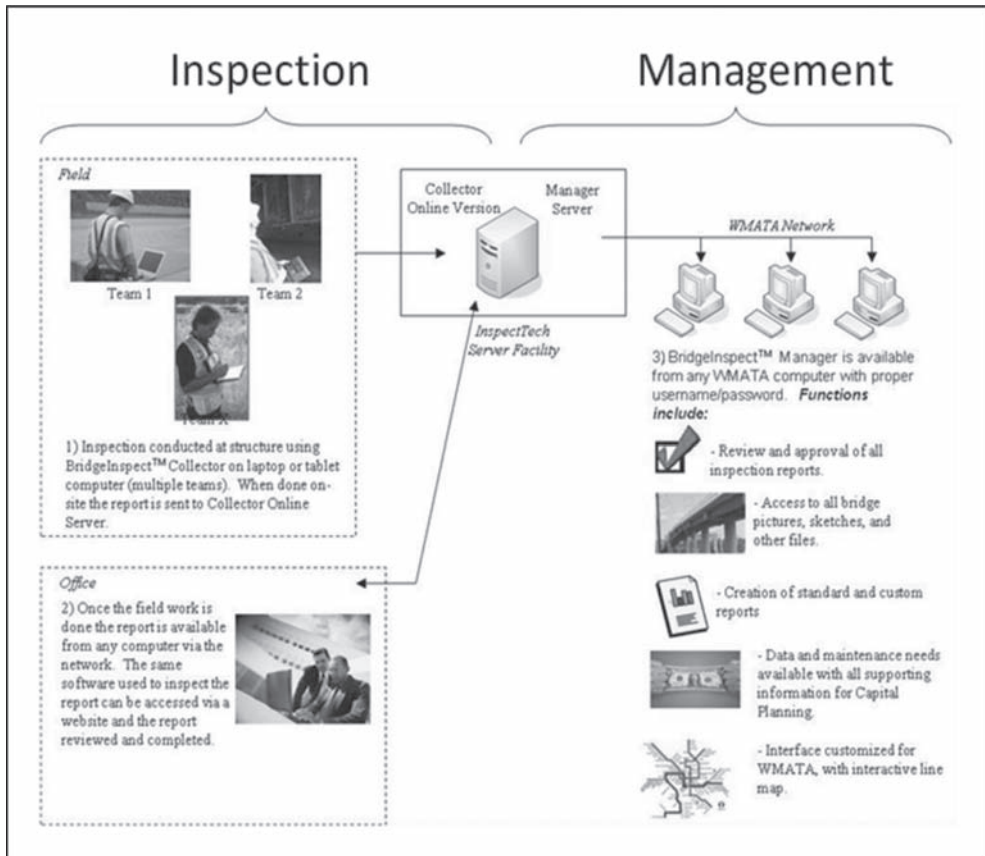 Inspection
Management
Field
Team 1
Team 2
Team X
1) Inspection conducted at structure using
BridgeInspect™ Collector on laptop or tablet
computer (multiple teams). When done on-
site the report is sent to Collector Online
Server.
Office
2) Once the field work is
done the report is available
from any computer via the
network. The same
software used to inspect the
report can be accessed via a
website and the report
reviewed and completed.
Collector
Online Version
Manager
Server
InspectTech
Server Facility
WMATA Network
3) BridgeInspect™ Manager is available
from any WMATA computer with proper
username/password. Functions
include:
- Review and approval of all
inspection reports.
- Access to all bridge
pictures, sketches, and
other files.
- Creation of standard and custom
reports
- Data and maintenance needs
available with all supporting
information for Capital
Planning.
- Interface customized for
WMATA, with interactive line
map.